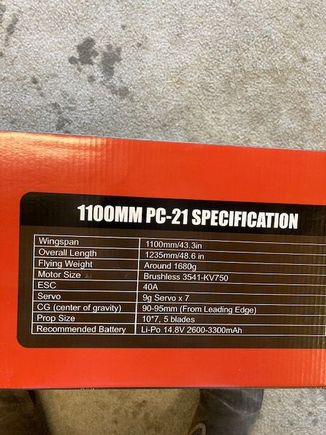 1100MM PC-21 SPECIFICATION
Wingspan 1100mm/43.3in
Overall Length 1235mm/48.6 in
Flying Weight Around 1680g
Motor Size Brushless 3541-KV750
ESC 40A
Servo 9g Servo x 7
CG (center of gravity) 90-95mm (From Leading Edge)
Prop Size 10*7, 5 blades
Recommended Battery Li-Po 14.8V 2600-3300mAh